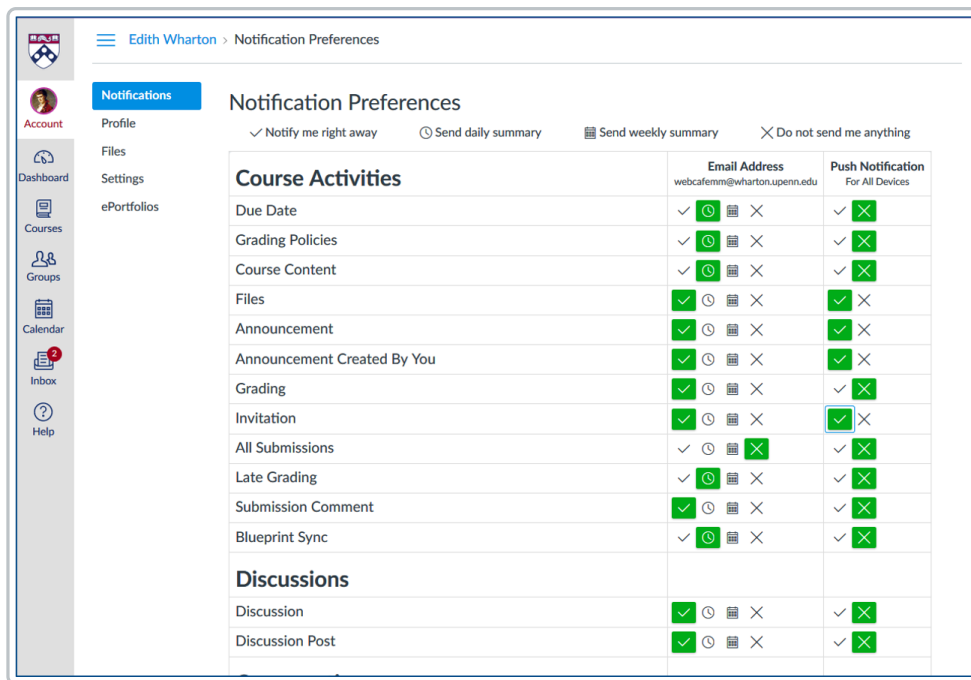 Edith Wharton > Notification Preferences
Account
Dashboard
Courses
Groups
Calendar
2
Inbox
Help
Notifications
Profile
Files
Settings
ePortfolios
Notification Preferences
Notify me right away Send daily summary Send weekly summary Do not send me anything
Course Activities Email Address Push Notification
webcafemm@wharton.upenn.edu For All Devices
Due Date
Grading Policies
Course Content
Files
Announcement
Announcement Created By You
Grading
Invitation
All Submissions
Late Grading
Submission Comment
Blueprint Sync
Discussions
Discussion
Discussion Post